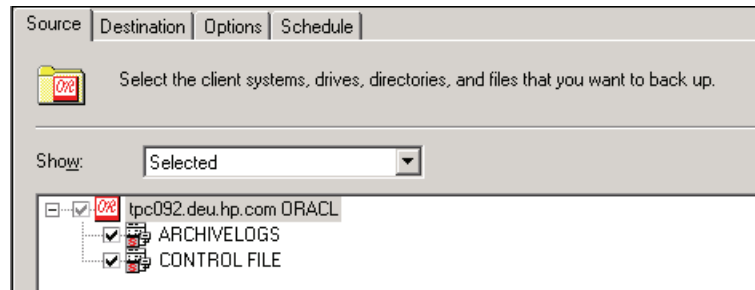 Source Destination Options Schedule
Select the client systems, drives, directories, and files that you want to back up.
Show: Selected
tpc092.deu.hp.com ORACL
ARCHIVELOGS
CONTROL FILE